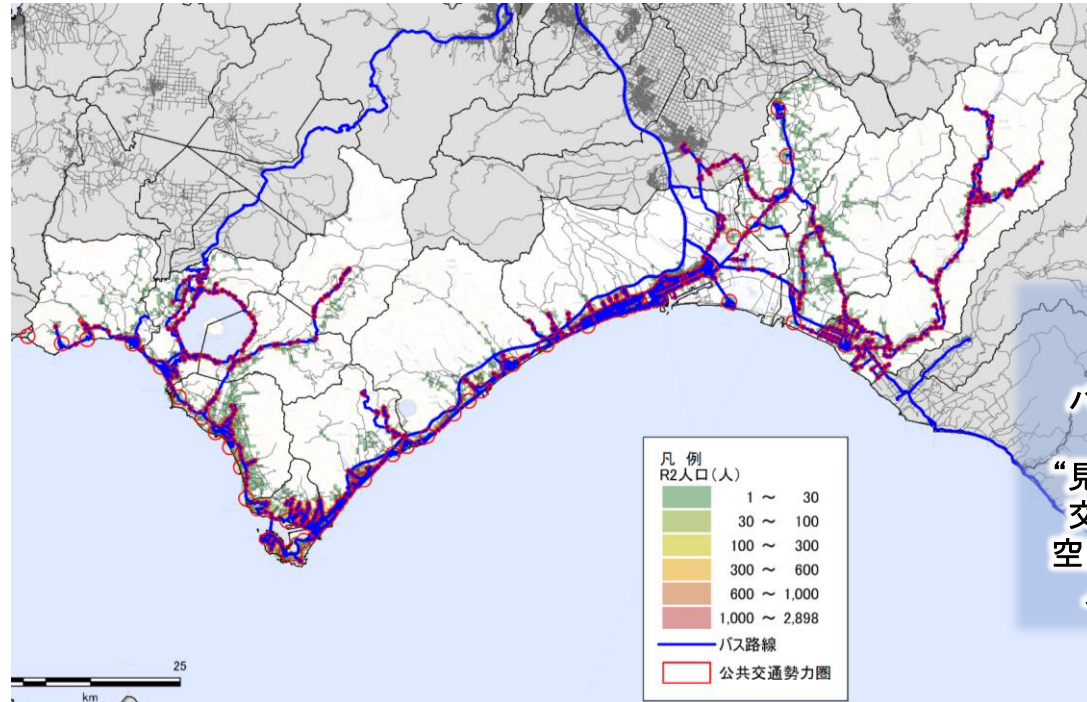 凡 例
R2人口(人)
1 ～ 30
30 ～ 100
100 ～ 300
300 ～ 600
600 ～ 1,000
1,000 ～ 2,898
バス路線
公共交通勢力圏
“見
交
空
25
km